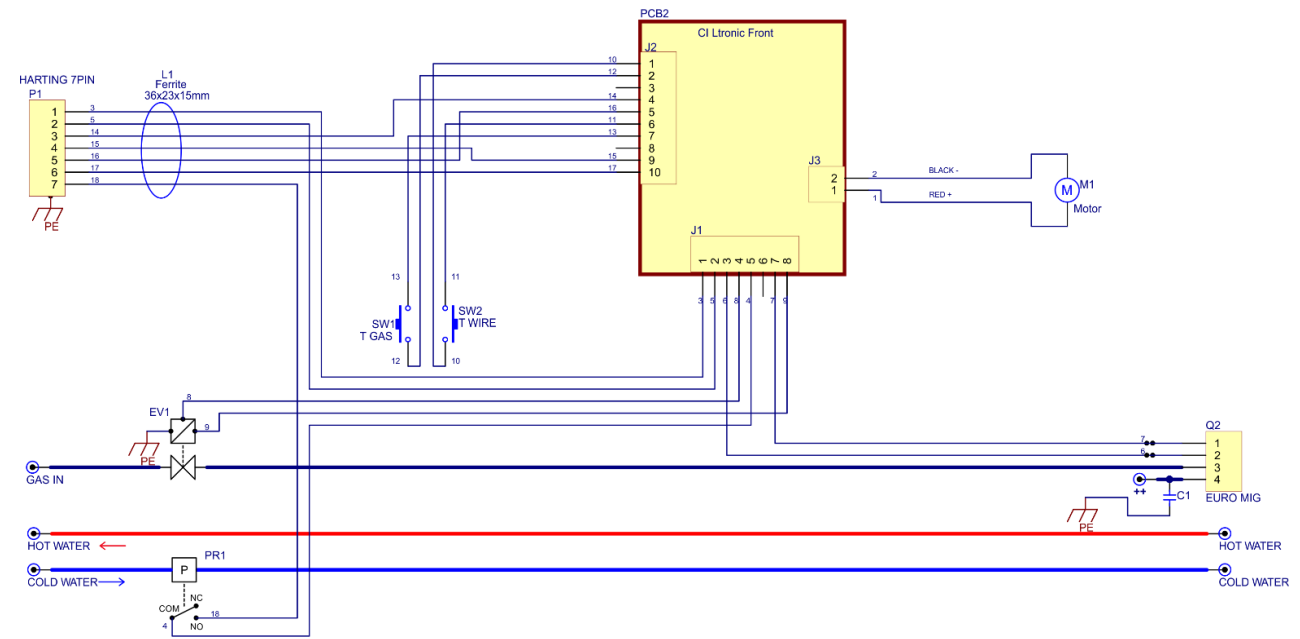 PCB2
CI Ltronic Front
J2
10 1
12 2
3
14 4
16 5
11 6
13 7
8
15 9
17 10
HARTING 7PIN
P1
L1
Ferrite
36x23x15mm
1 3
2 5
3 14
4 15
5 16
6 17
7 18
PE
J3
2 2 BLACK -
1 1 RED +
M M1
Motor
J1
1 2 3 4 5 6 7 8
3 5 6 8 4 7 9
13 11
SW1
T GAS
SW2
T WIRE
12 10
8
EV1
9
PE
GAS IN
Q2
7 1
6 2
3
4
++
C1
EURO MIG
PE
HOT WATER
HOT WATER
PR1
P
COLD WATER
COLD WATER
NC
COM
18
4
NO